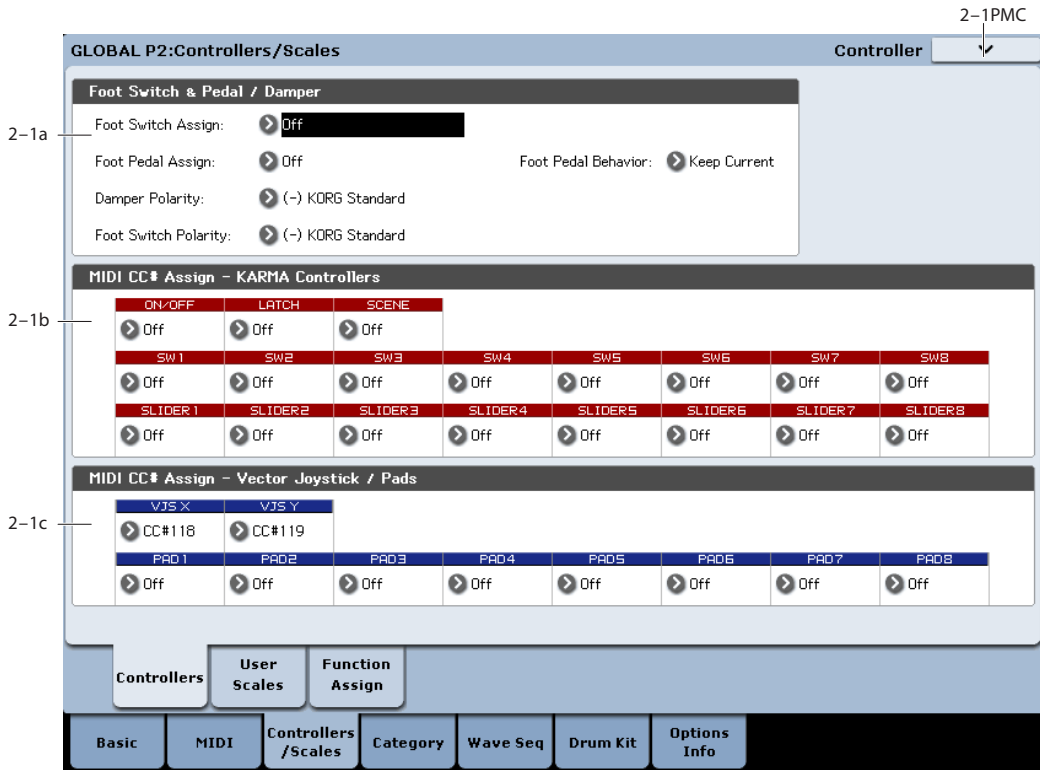 2–1PMC
GLOBAL P2:Controllers/Scales Controller
Foot Switch & Pedal / Damper
2–1a
Foot Switch Assign: Off
Foot Pedal Assign: Off Foot Pedal Behavior: Keep Current
Damper Polarity: (-) KORG Standard
Foot Switch Polarity: (-) KORG Standard
MIDI CC# Assign - KARMA Controllers
2–1b
ON/OFF LATCH SCENE
Off Off Off
SW1 SW2 SW3 SW4 SW5 SW6 SW7 SW8
Off Off Off Off Off Off Off Off
SLIDER1 SLIDER2 SLIDER3 SLIDER4 SLIDER5 SLIDER6 SLIDER7 SLIDER8
Off Off Off Off Off Off Off Off
MIDI CC# Assign - Vector Joystick / Pads
2–1c
VJS X VJS Y
CC#118 CC#119
PAD1 PAD2 PAD3 PAD4 PAD5 PAD6 PAD7 PAD8
Off Off Off Off Off Off Off Off
Controllers User Scales Function Assign
Basic MIDI Controllers /Scales Category Wave Seq Drum Kit Options Info